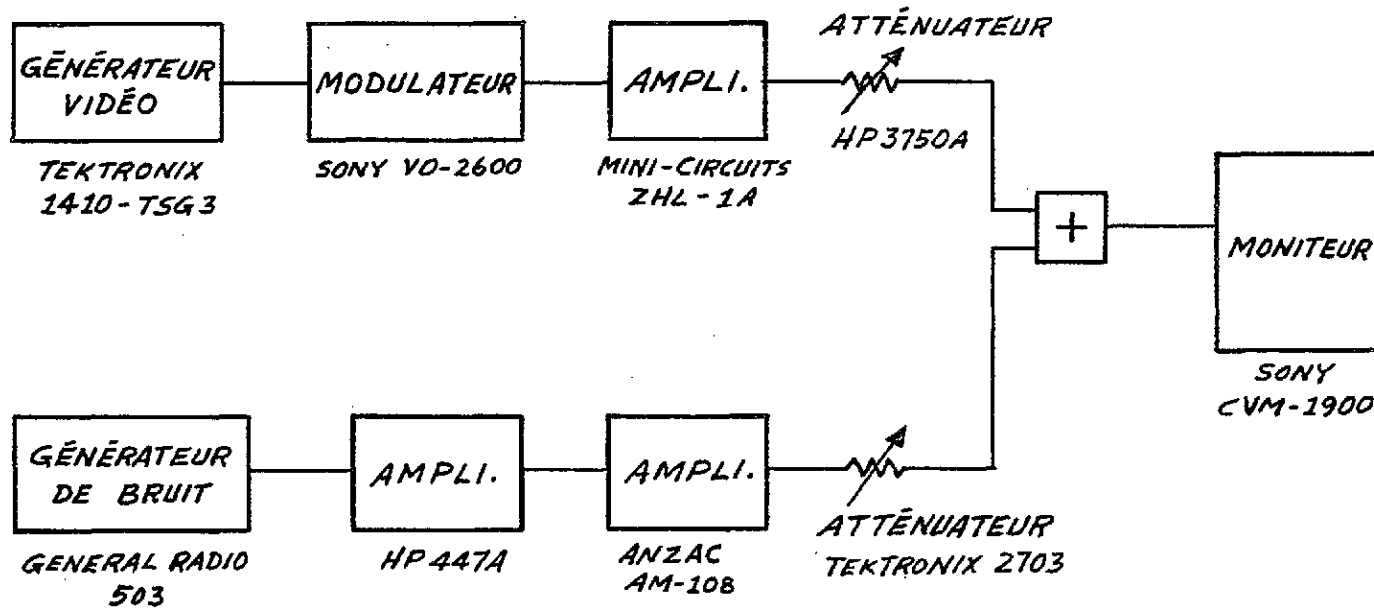 GÉNÉRATEUR
VIDÉO
TEKTRONIX
1410-TSG3
MODULATEUR
SONY VO-2600
AMPLI.
MINI-CIRCUITS
ZHL-1A
ATTÉNUATEUR
HP3750A
+
MONITEUR
SONY
CVM-1900
GÉNÉRATEUR
DE BRUIT
GENERAL RADIO
503
AMPLI.
HP447A
AMPLI.
ANZAC
AM-108
ATTÉNUATEUR
TEKTRONIX 2703